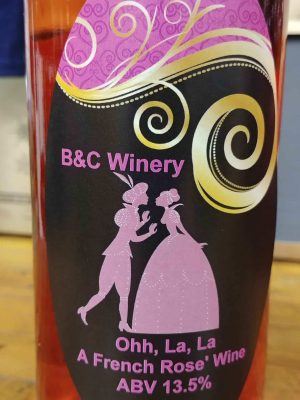 B&C Winery
Ohh, La, La
A French Rose' Wine
ABV 13.5%